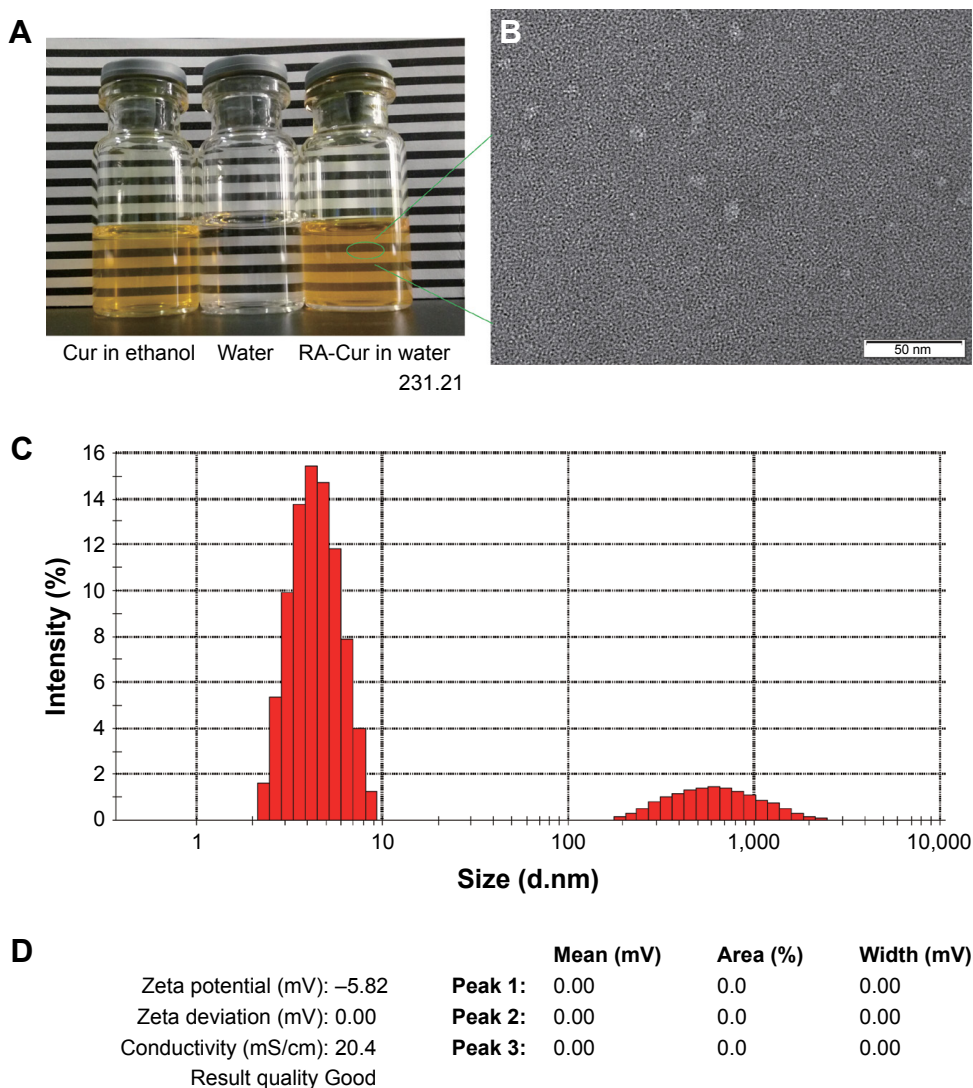 A
B
Cur in ethanol Water RA-Cur in water
231.21
50 nm
C
Intensity (%)
16
14
12
10
8
6
4
2
0
1 10 100 1,000 10,000
Size (d.nm)
D
Mean (mV) Area (%) Width (mV)
Zeta potential (mV): –5.82 Peak 1: 0.00 0.0 0.00
Zeta deviation (mV): 0.00 Peak 2: 0.00 0.0 0.00
Conductivity (mS/cm): 20.4 Peak 3: 0.00 0.0 0.00
Result quality Good